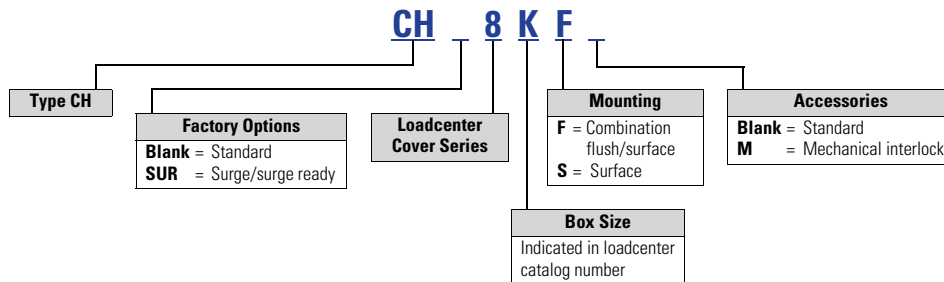 CH _ 8 K F _
Type CH
Factory Options
Blank = Standard
SUR = Surge/surge ready
Loadcenter
Cover Series
Mounting
F = Combination
flush/surface
S = Surface
Accessories
Blank = Standard
M = Mechanical interlock
Box Size
Indicated in loadcenter
catalog number